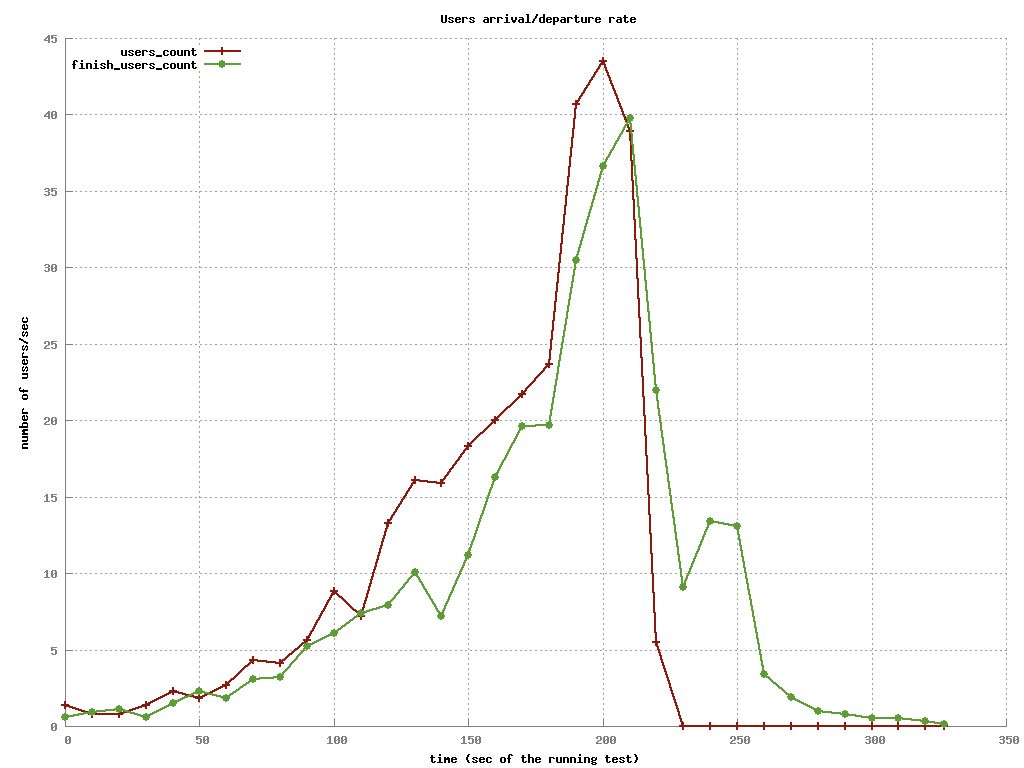 Users arrival/departure rate
users_count
finish_users_count
45
40
35
30
25
20
15
10
5
0
number of users/sec
0 50 100 150 200 250 300 350
time (sec of the running test)